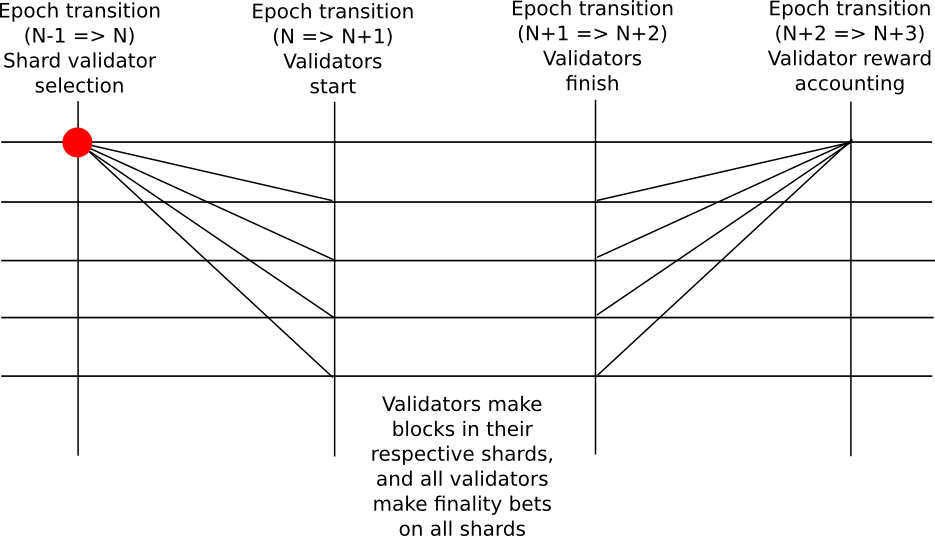 Epoch transition
(N-1 => N)
Shard validator
selection
Epoch transition
(N => N+1)
Validators
start
Epoch transition
(N+1 => N+2)
Validators
finish
Epoch transition
(N+2 => N+3)
Validator reward
accounting
Validators make
blocks in their
respective shards,
and all validators
make finality bets
on all shards